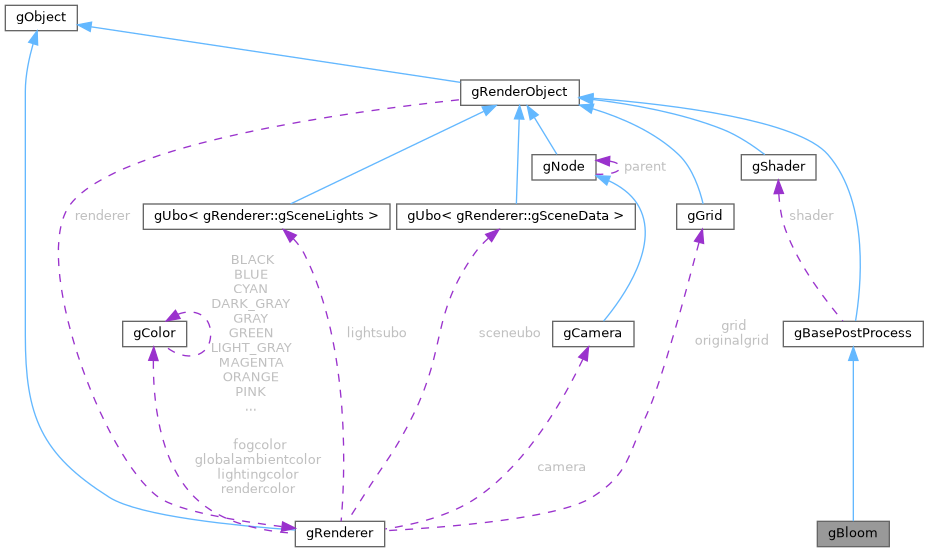 gObject
gRenderObject
gNode
parent
gShader
renderer
gUbo< gRenderer::gSceneLights >
gUbo< gRenderer::gSceneData >
gGrid
shader
BLACK
BLUE
CYAN
DARK_GRAY
GRAY
GREEN
LIGHT_GRAY
MAGENTA
ORANGE
PINK
...
gColor
lightsubo
sceneubo
gCamera
grid
originalgrid
gBasePostProcess
fogcolor
globalambientcolor
lightingcolor
rendercolor
camera
gRenderer
gBloom